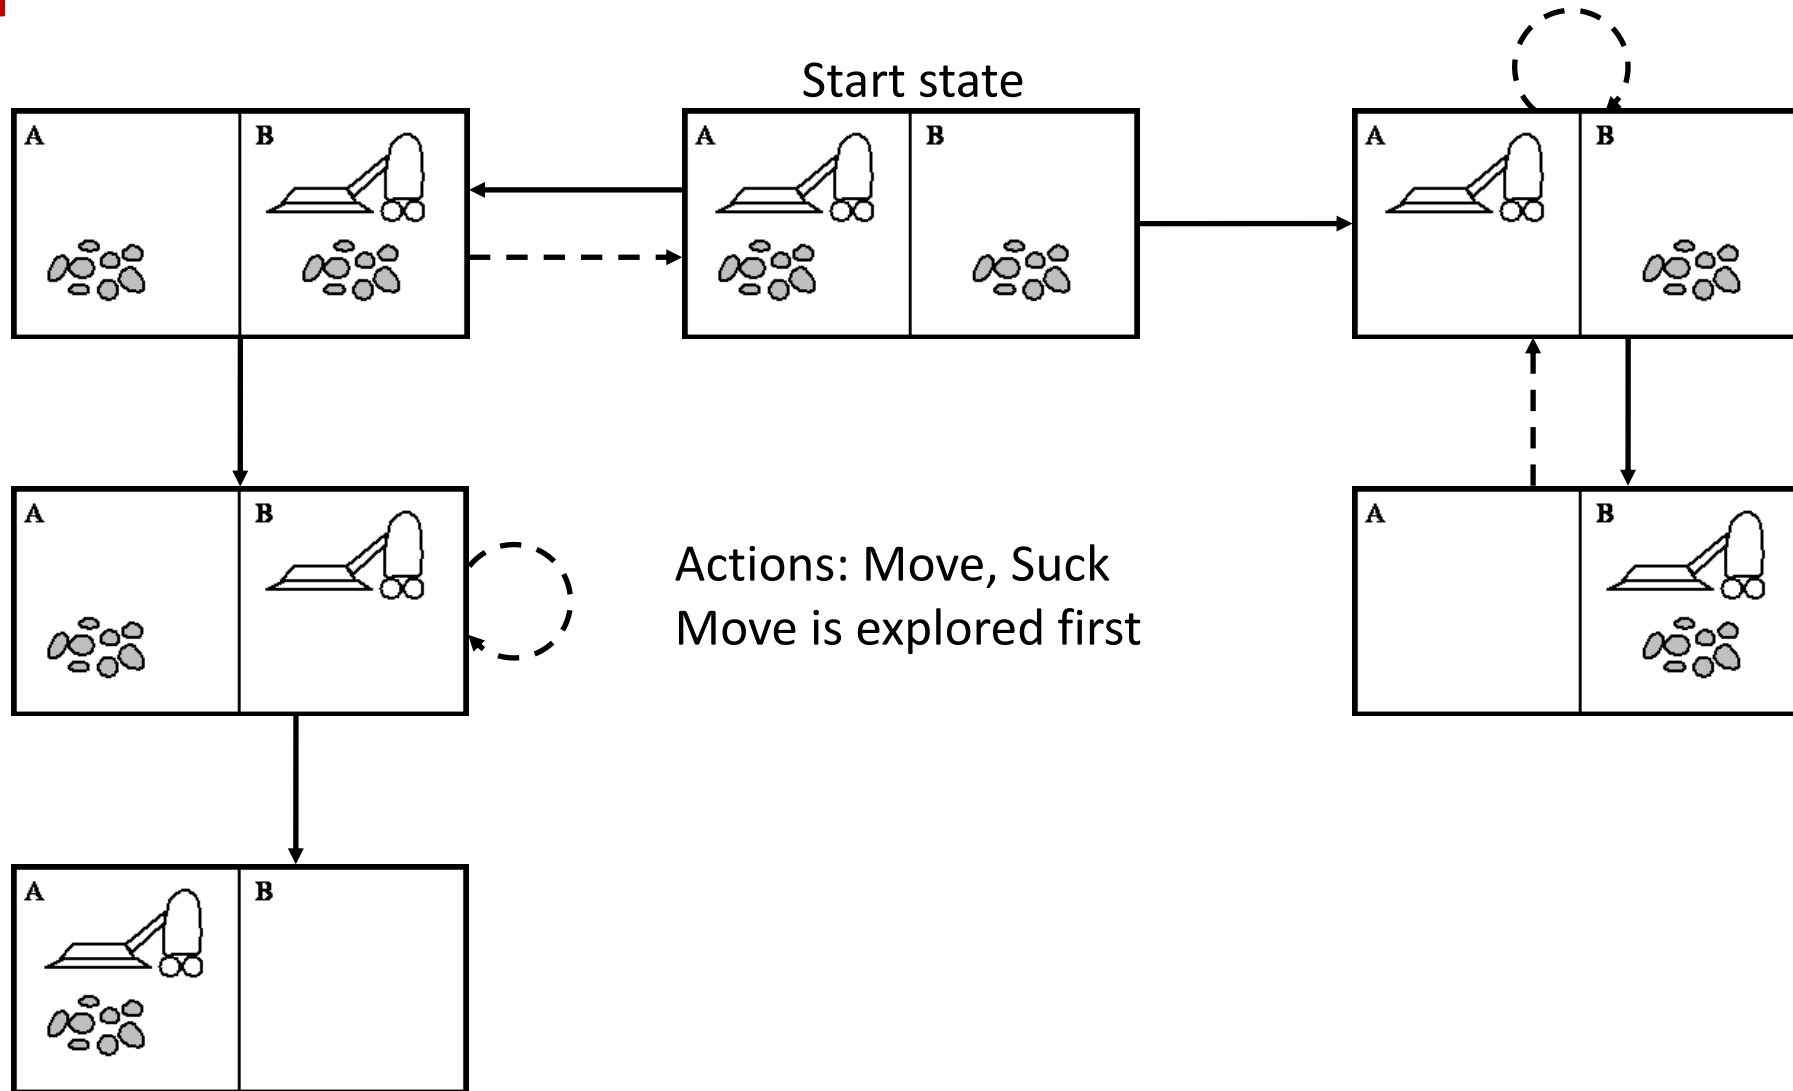 Start state
A B
A B
A B
A B
Actions: Move, Suck
Move is explored first
A B
A B